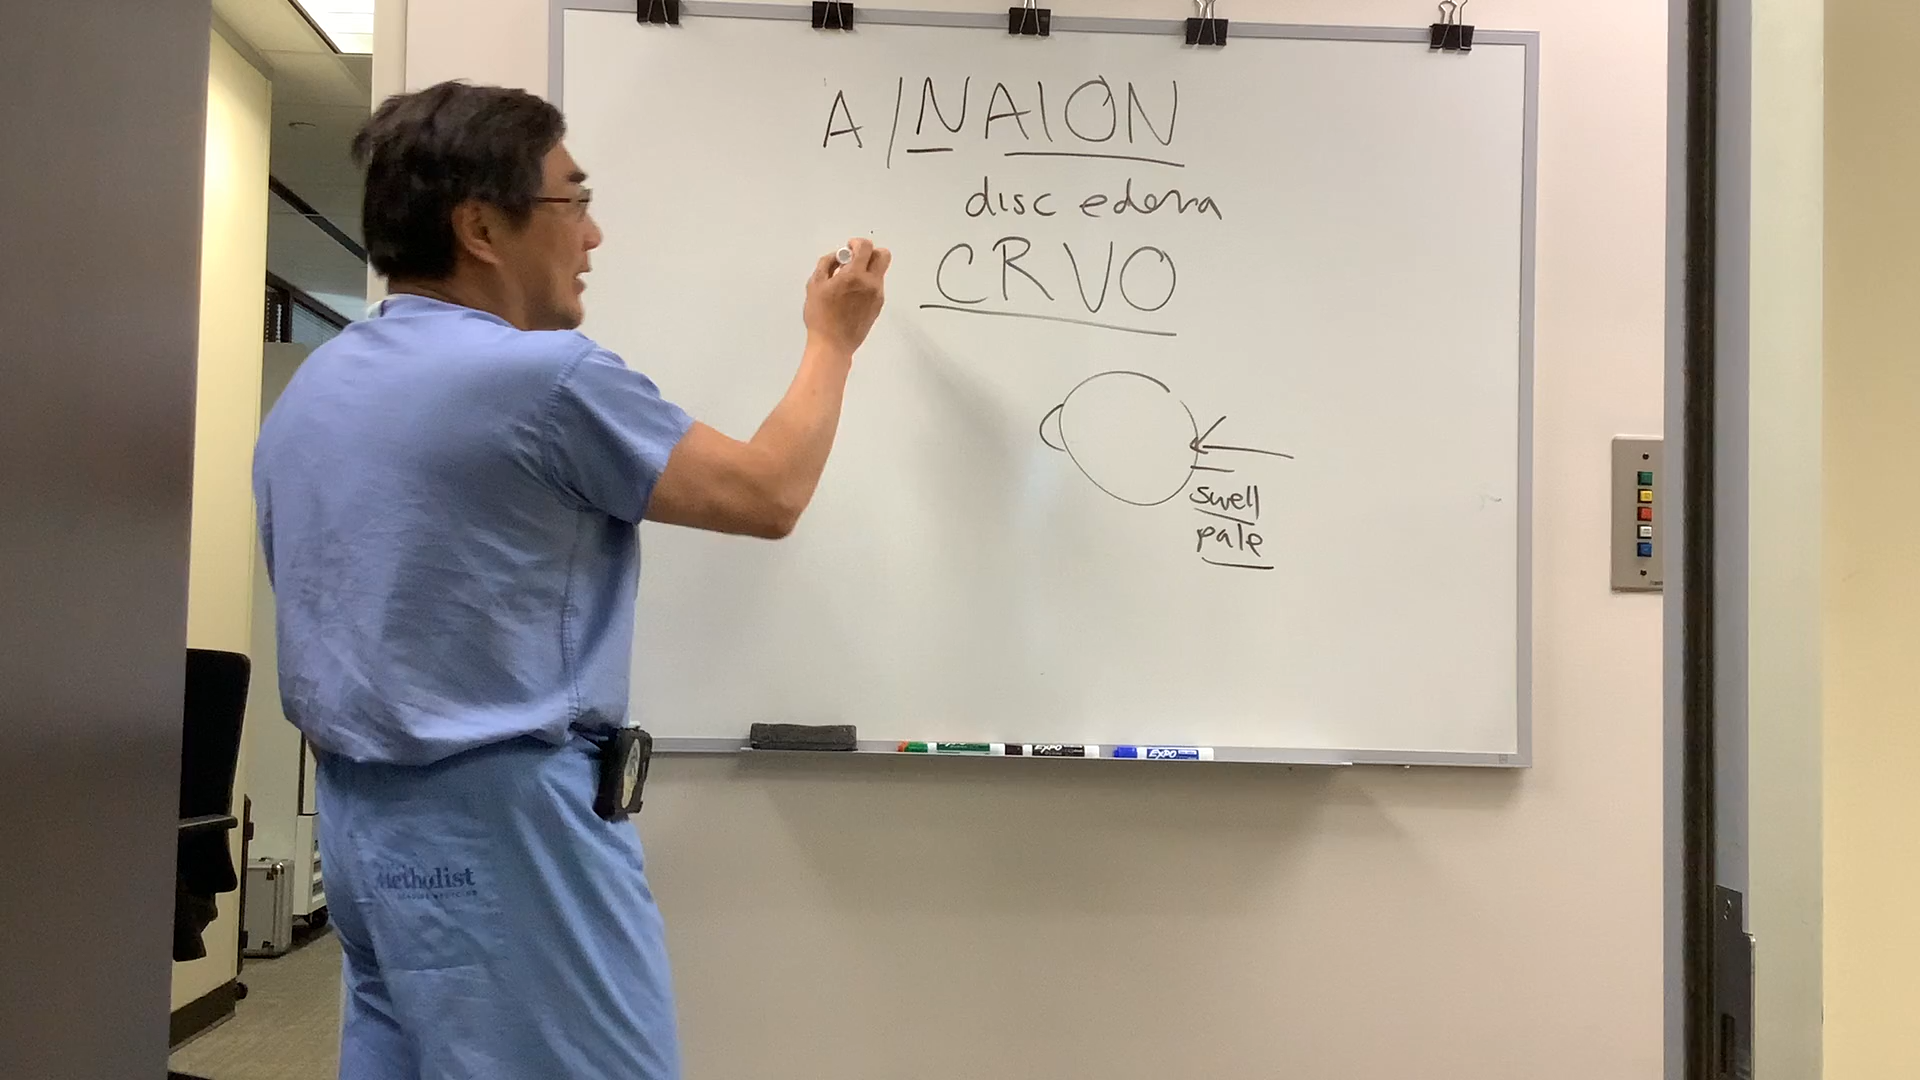 A/NAION
disc edema
CRVO
swell
pale
EXPO
EXPO
Methodist